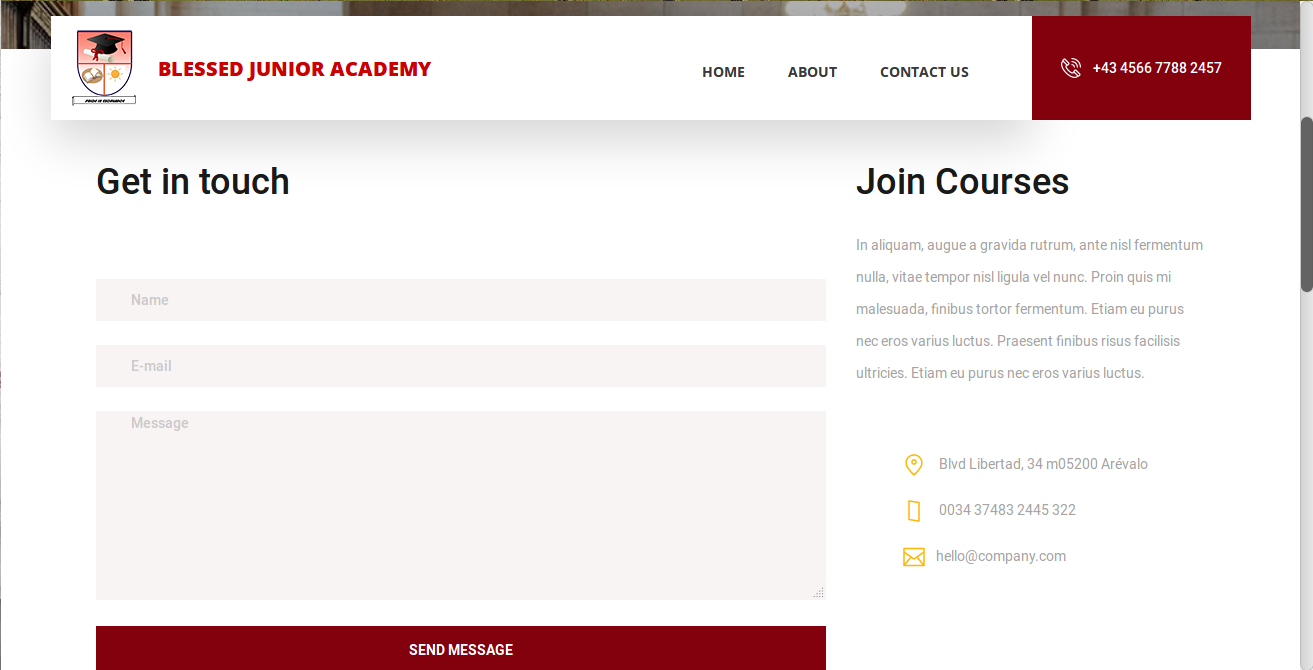 BLESSED JUNIOR ACADEMY
HOME
ABOUT
CONTACT US
+43 4566 7788 2457
Get in touch
Name
E-mail
Message
SEND MESSAGE
Join Courses
In aliquam, augue a gravida rutrum, ante nisl fermentum
nulla, vitae tempor nisl ligula vel nunc. Proin quis mi
malesuada, finibus tortor fermentum. Etiam eu purus
nec eros varius luctus. Praesent finibus risus facilisis
ultricies. Etiam eu purus nec eros varius luctus.
Blvd Libertad, 34 m05200 Arévalo
0034 37483 2445 322
hello@company.com